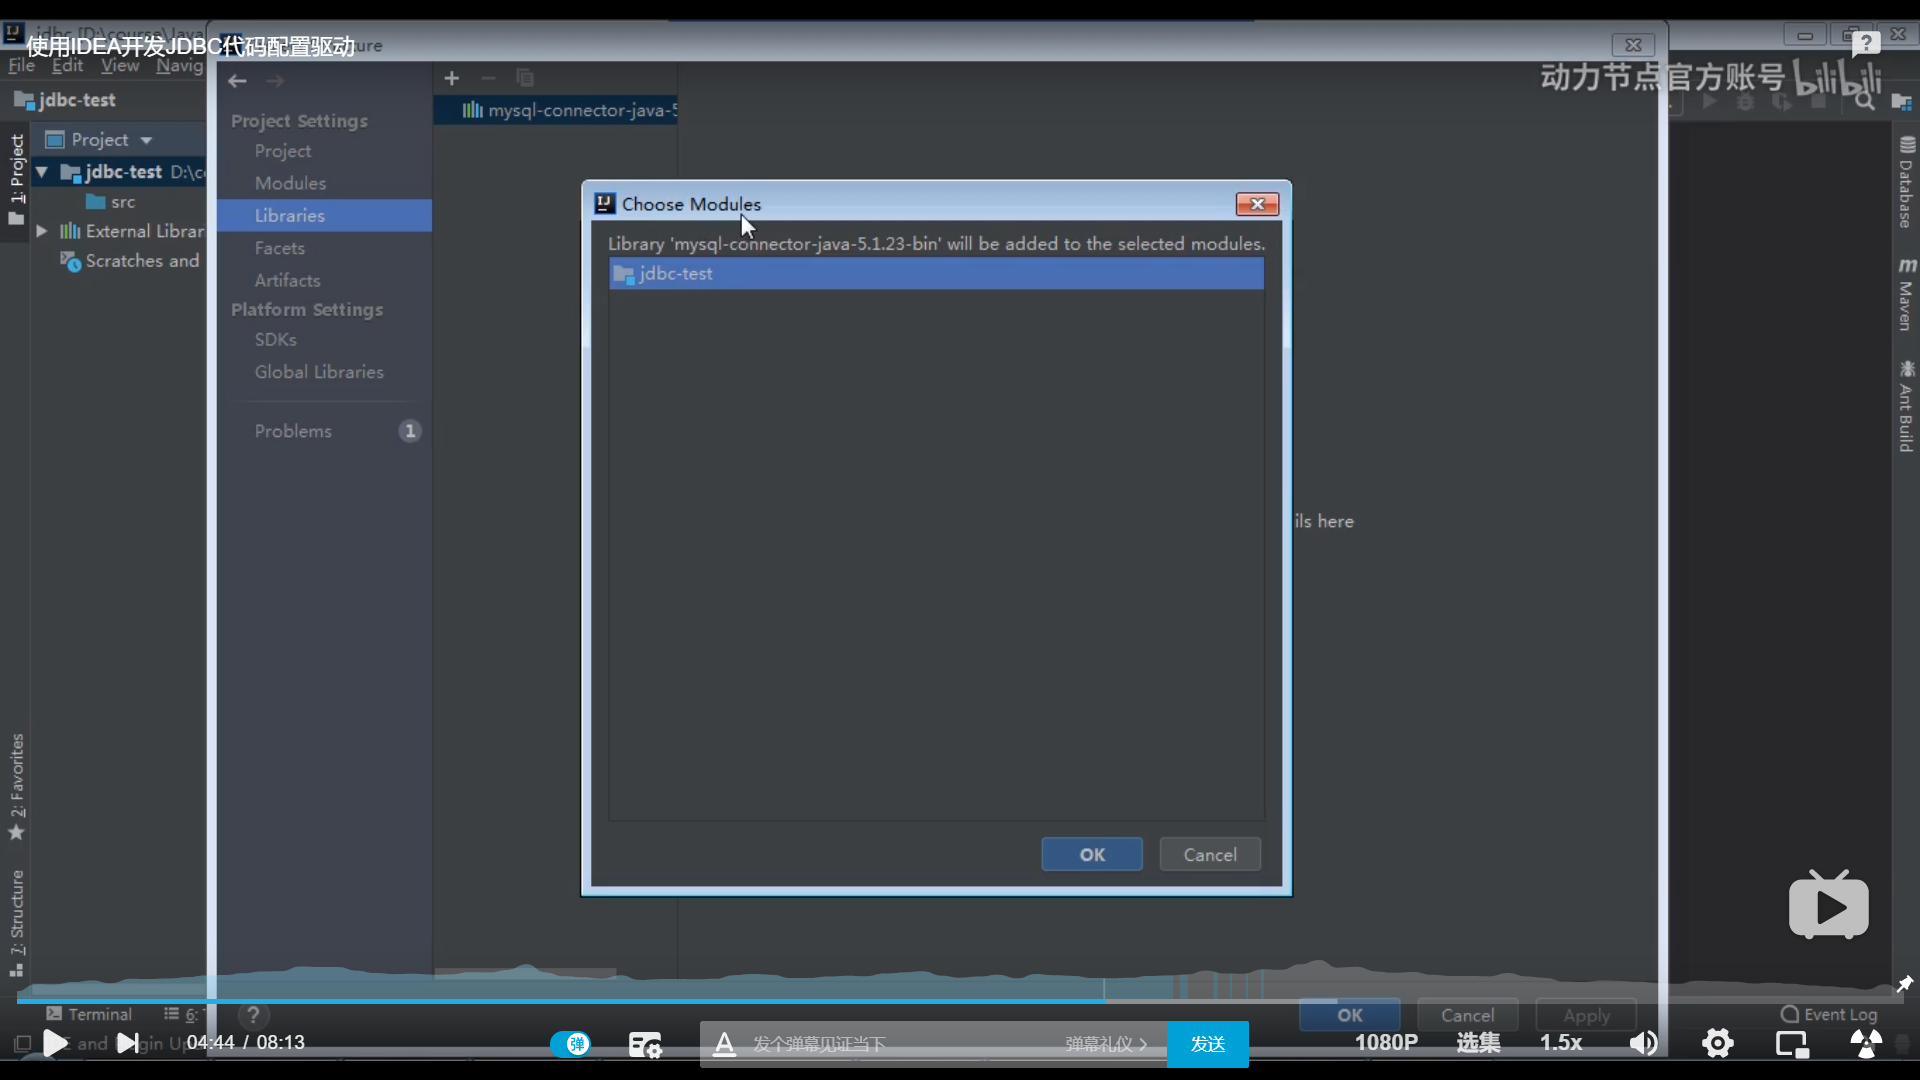 使用IDEA开发JDBC代码配置驱动
File Edit View Navig
jdbc-test
Project
jdbc-test D:\c
src
External Librar
Scratches and
1: Project
2: Favorites
7: Structure
Project Settings
Project
Modules
Libraries
Facets
Artifacts
Platform Settings
SDKs
Global Libraries
Problems 1
mysql-connector-java-5
Choose Modules
Library 'mysql-connector-java-5.1.23-bin' will be added to the selected modules.
jdbc-test
OK Cancel
ils here
动力节点官方账号 bilibili
Database
Maven
Ant Build
OK Cancel Apply
Terminal 6:
Event Log
04:44 / 08:13
弹
发个弹幕见证当下
弹幕礼仪 >
发送
1080P 选集 1.5x